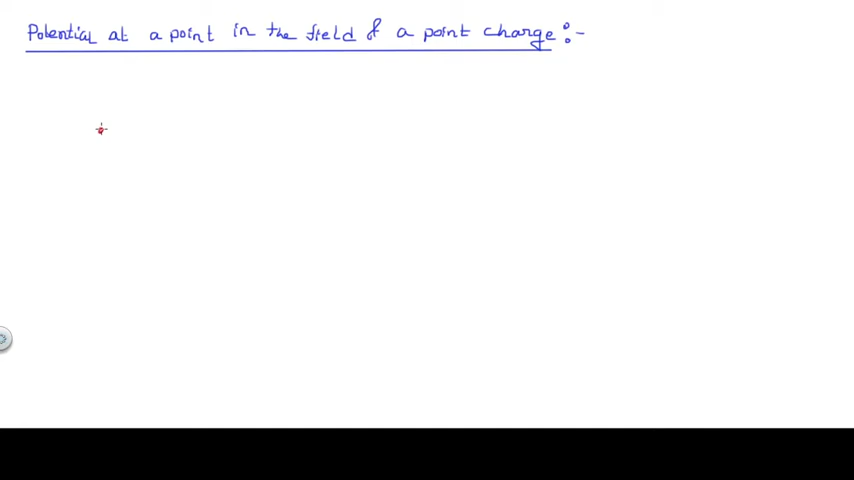 Potential at a point in the field of a point charge :-